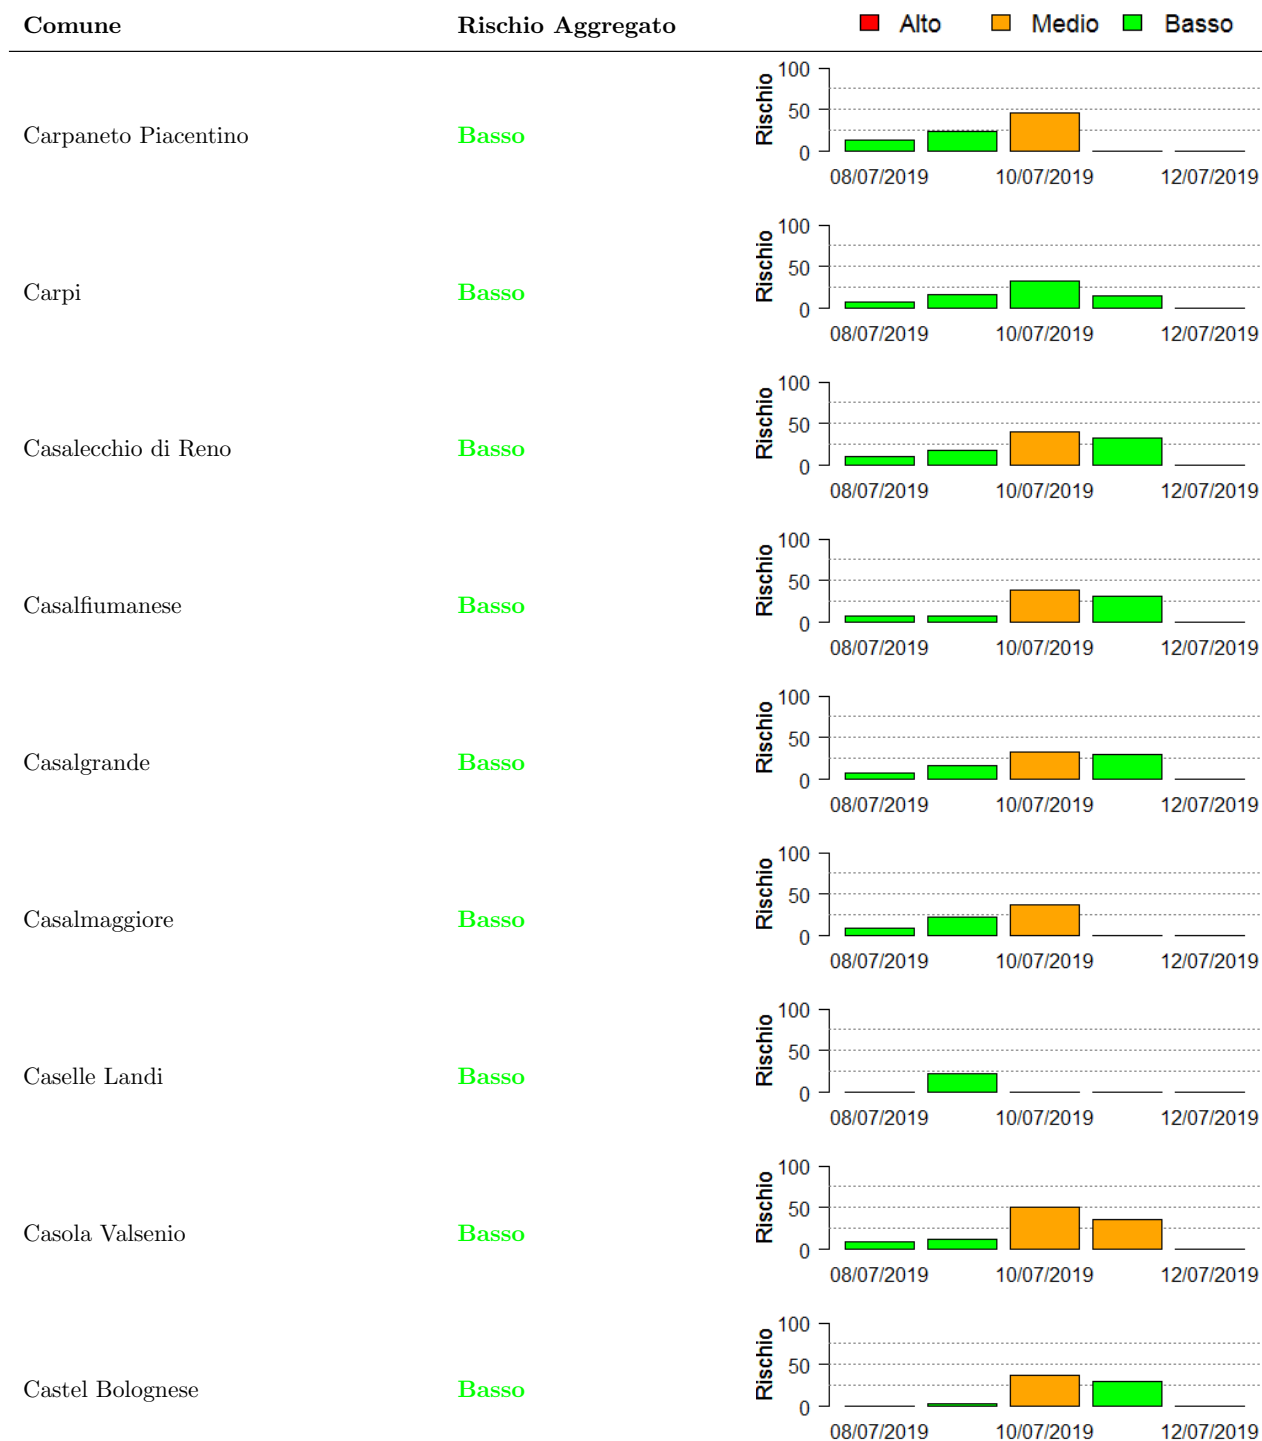 Comune Rischio Aggregato Alto Medio Basso
Carpaneto Piacentino Basso Rischio 100 50 0
08/07/2019 10/07/2019 12/07/2019
Carpi Basso Rischio 100 50 0
08/07/2019 10/07/2019 12/07/2019
Casalecchio di Reno Basso Rischio 100 50 0
08/07/2019 10/07/2019 12/07/2019
Casalfiumanese Basso Rischio 100 50 0
08/07/2019 10/07/2019 12/07/2019
Casalgrande Basso Rischio 100 50 0
08/07/2019 10/07/2019 12/07/2019
Casalmaggiore Basso Rischio 100 50 0
08/07/2019 10/07/2019 12/07/2019
Caselle Landi Basso Rischio 100 50 0
08/07/2019 10/07/2019 12/07/2019
Casola Valsenio Basso Rischio 100 50 0
08/07/2019 10/07/2019 12/07/2019
Castel Bolognese Basso Rischio 100 50 0
08/07/2019 10/07/2019 12/07/2019